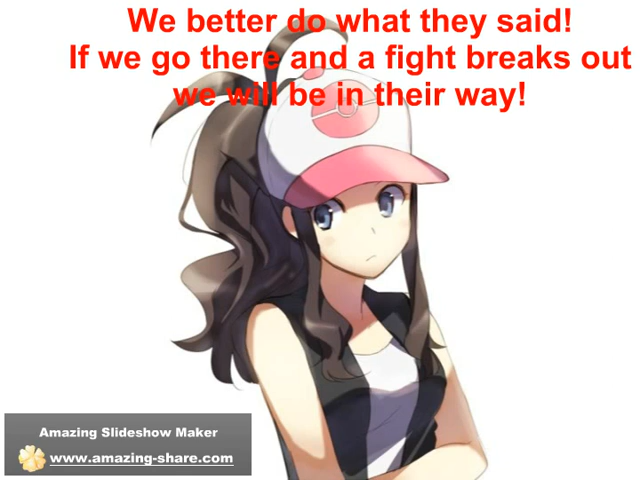 We better do what they said!
If we go there and a fight breaks out
we will be in their way!
Amazing Slideshow Maker
www.amazing-share.com